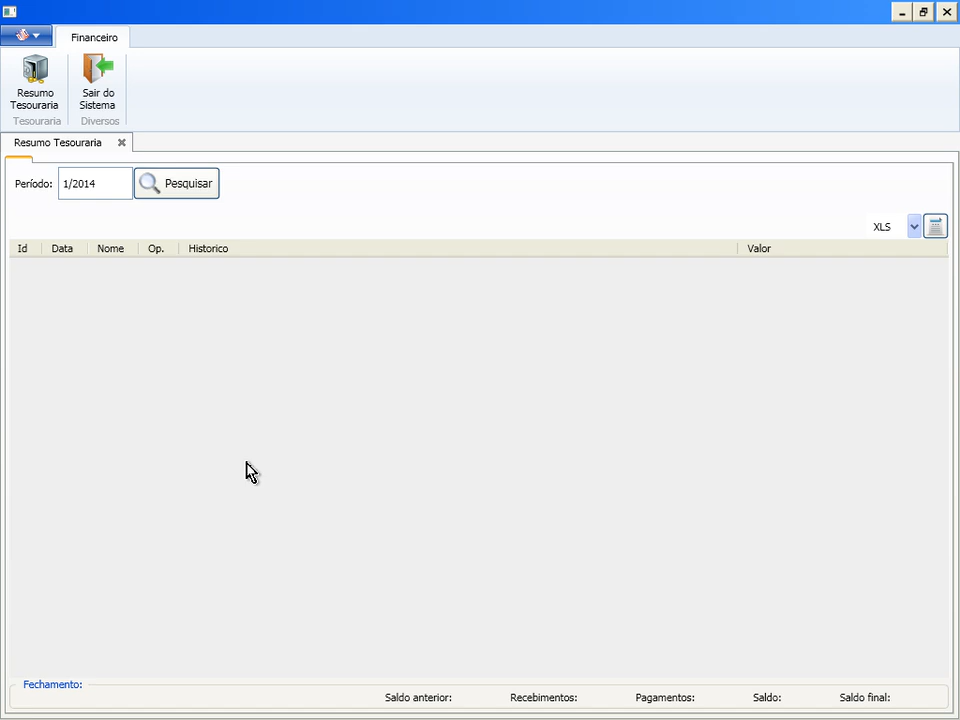 Financeiro
Resumo Tesouraria
Sair do Sistema
Tesouraria
Diversos
Resumo Tesouraria
Período: 1/2014 Pesquisar
XLS
Id Data Nome Op. Historico Valor
Fechamento:
Saldo anterior: Recebimentos: Pagamentos: Saldo: Saldo final: